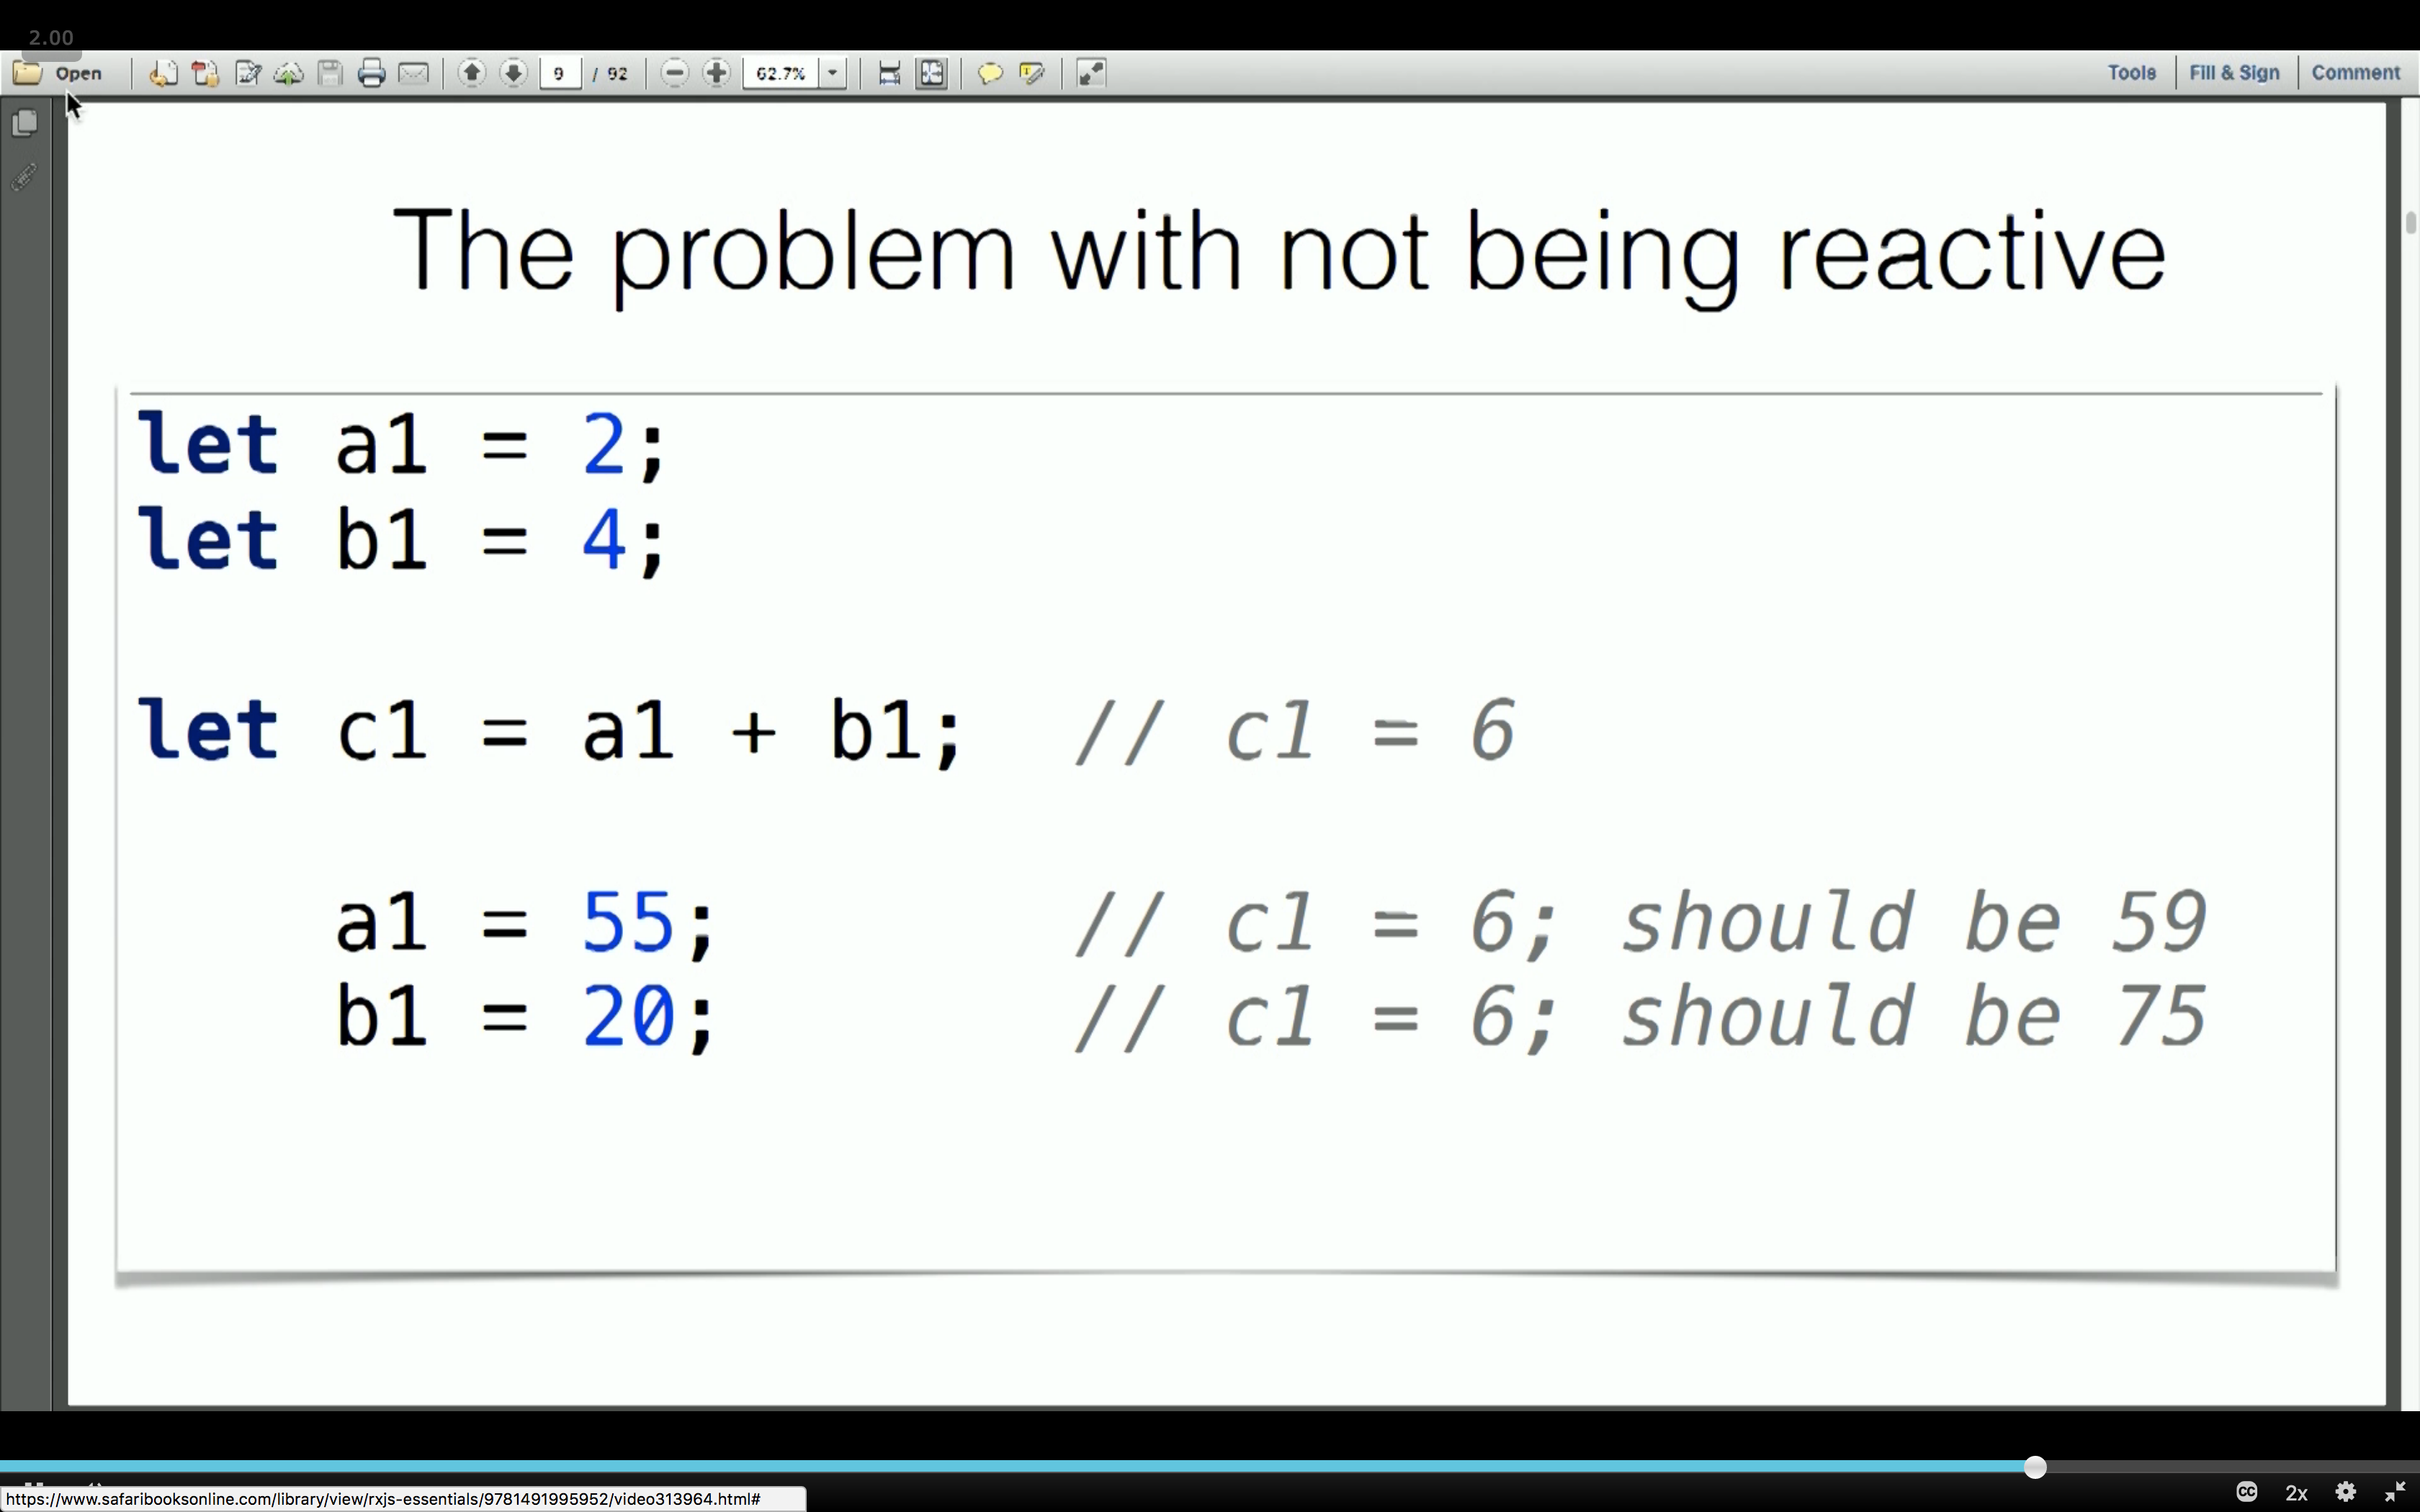 2.00
Open 9 / 92 62.7% Tools Fill & Sign Comment
The problem with not being reactive
let a1 = 2;
let b1 = 4;
let c1 = a1 + b1; // c1 = 6
a1 = 55; // c1 = 6; should be 59
b1 = 20; // c1 = 6; should be 75
CC 2x
https://www.safaribooksonline.com/library/view/rxjs-essentials/9781491995952/video313964.html#